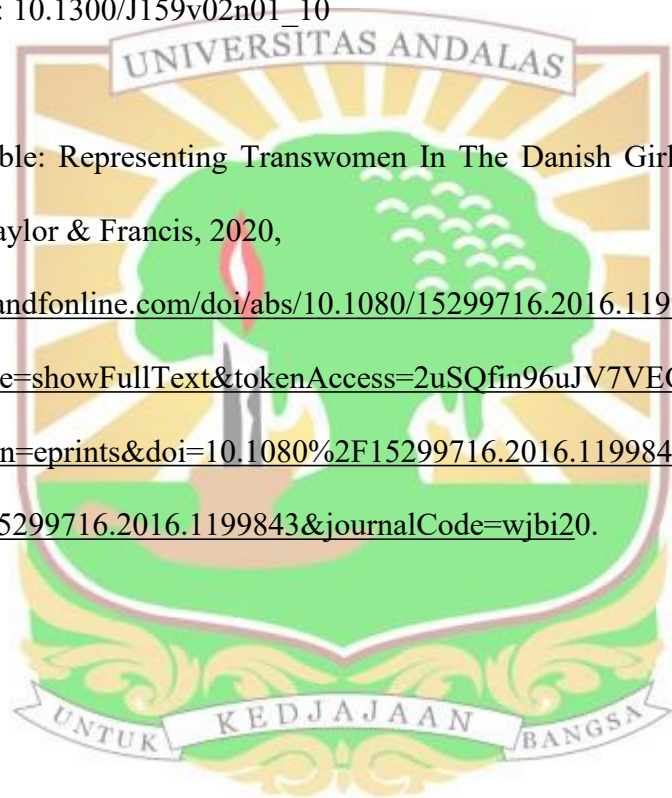 : 10.1300/J159v02n01_10
UNIVERSITAS ANDALAS
ble: Representing Transwomen In The Danish Girl
aylor & Francis, 2020,
andfonline.com/doi/abs/10.1080/15299716.2016.119
e=showFullText&tokenAccess=2uSQfin96uJV7VE
n=eprints&doi=10.1080%2F15299716.2016.119984
5299716.2016.1199843&journalCode=wjbi20.
UNTUK KEDJAJAAN BANGSA